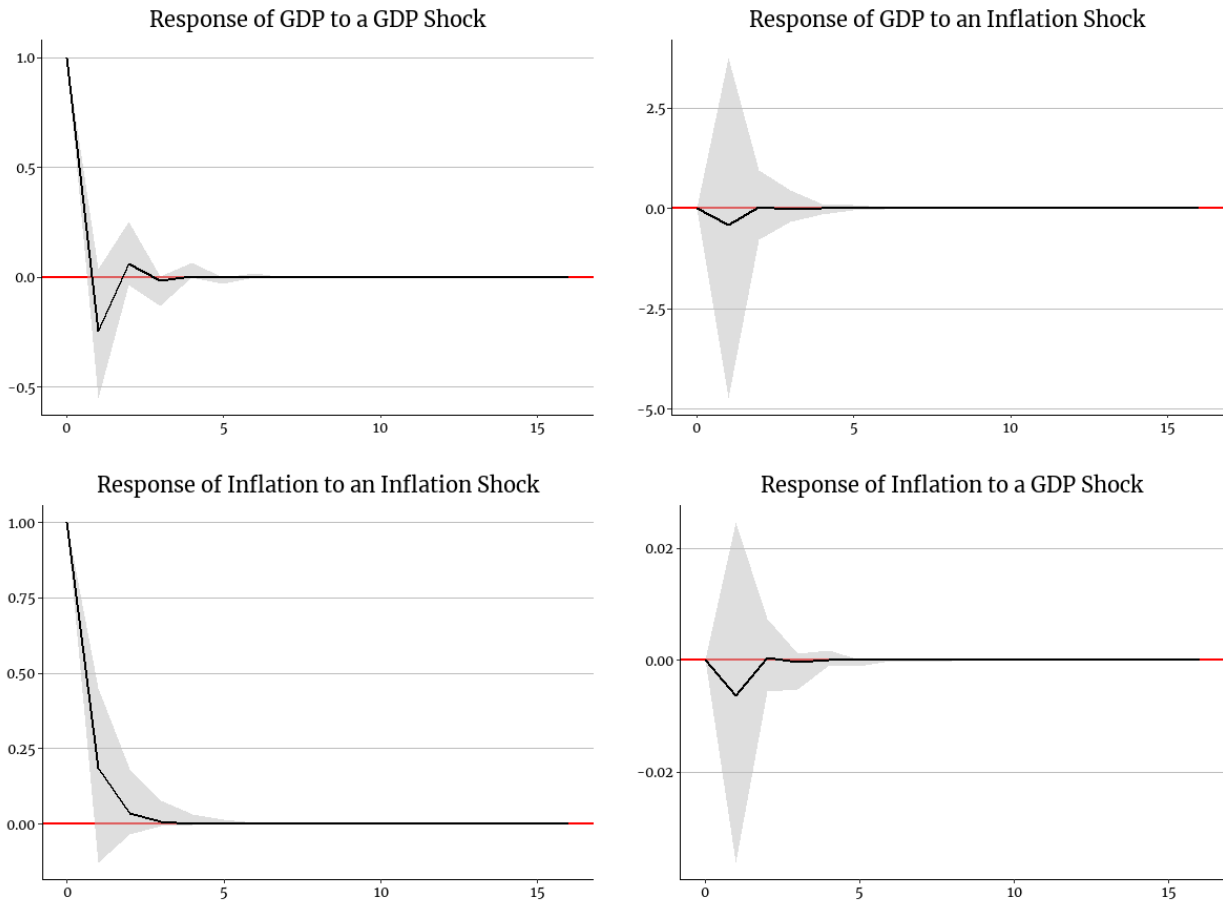 Response of GDP to a GDP Shock
1.0
0.5
0.0
−0.5
0 5 10 15
Response of GDP to an Inflation Shock
2.5
0.0
−2.5
−5.0
0 5 10 15
Response of Inflation to an Inflation Shock
1.00
0.75
0.50
0.25
0.00
0 5 10 15
Response of Inflation to a GDP Shock
0.02
0.00
−0.02
0 5 10 15